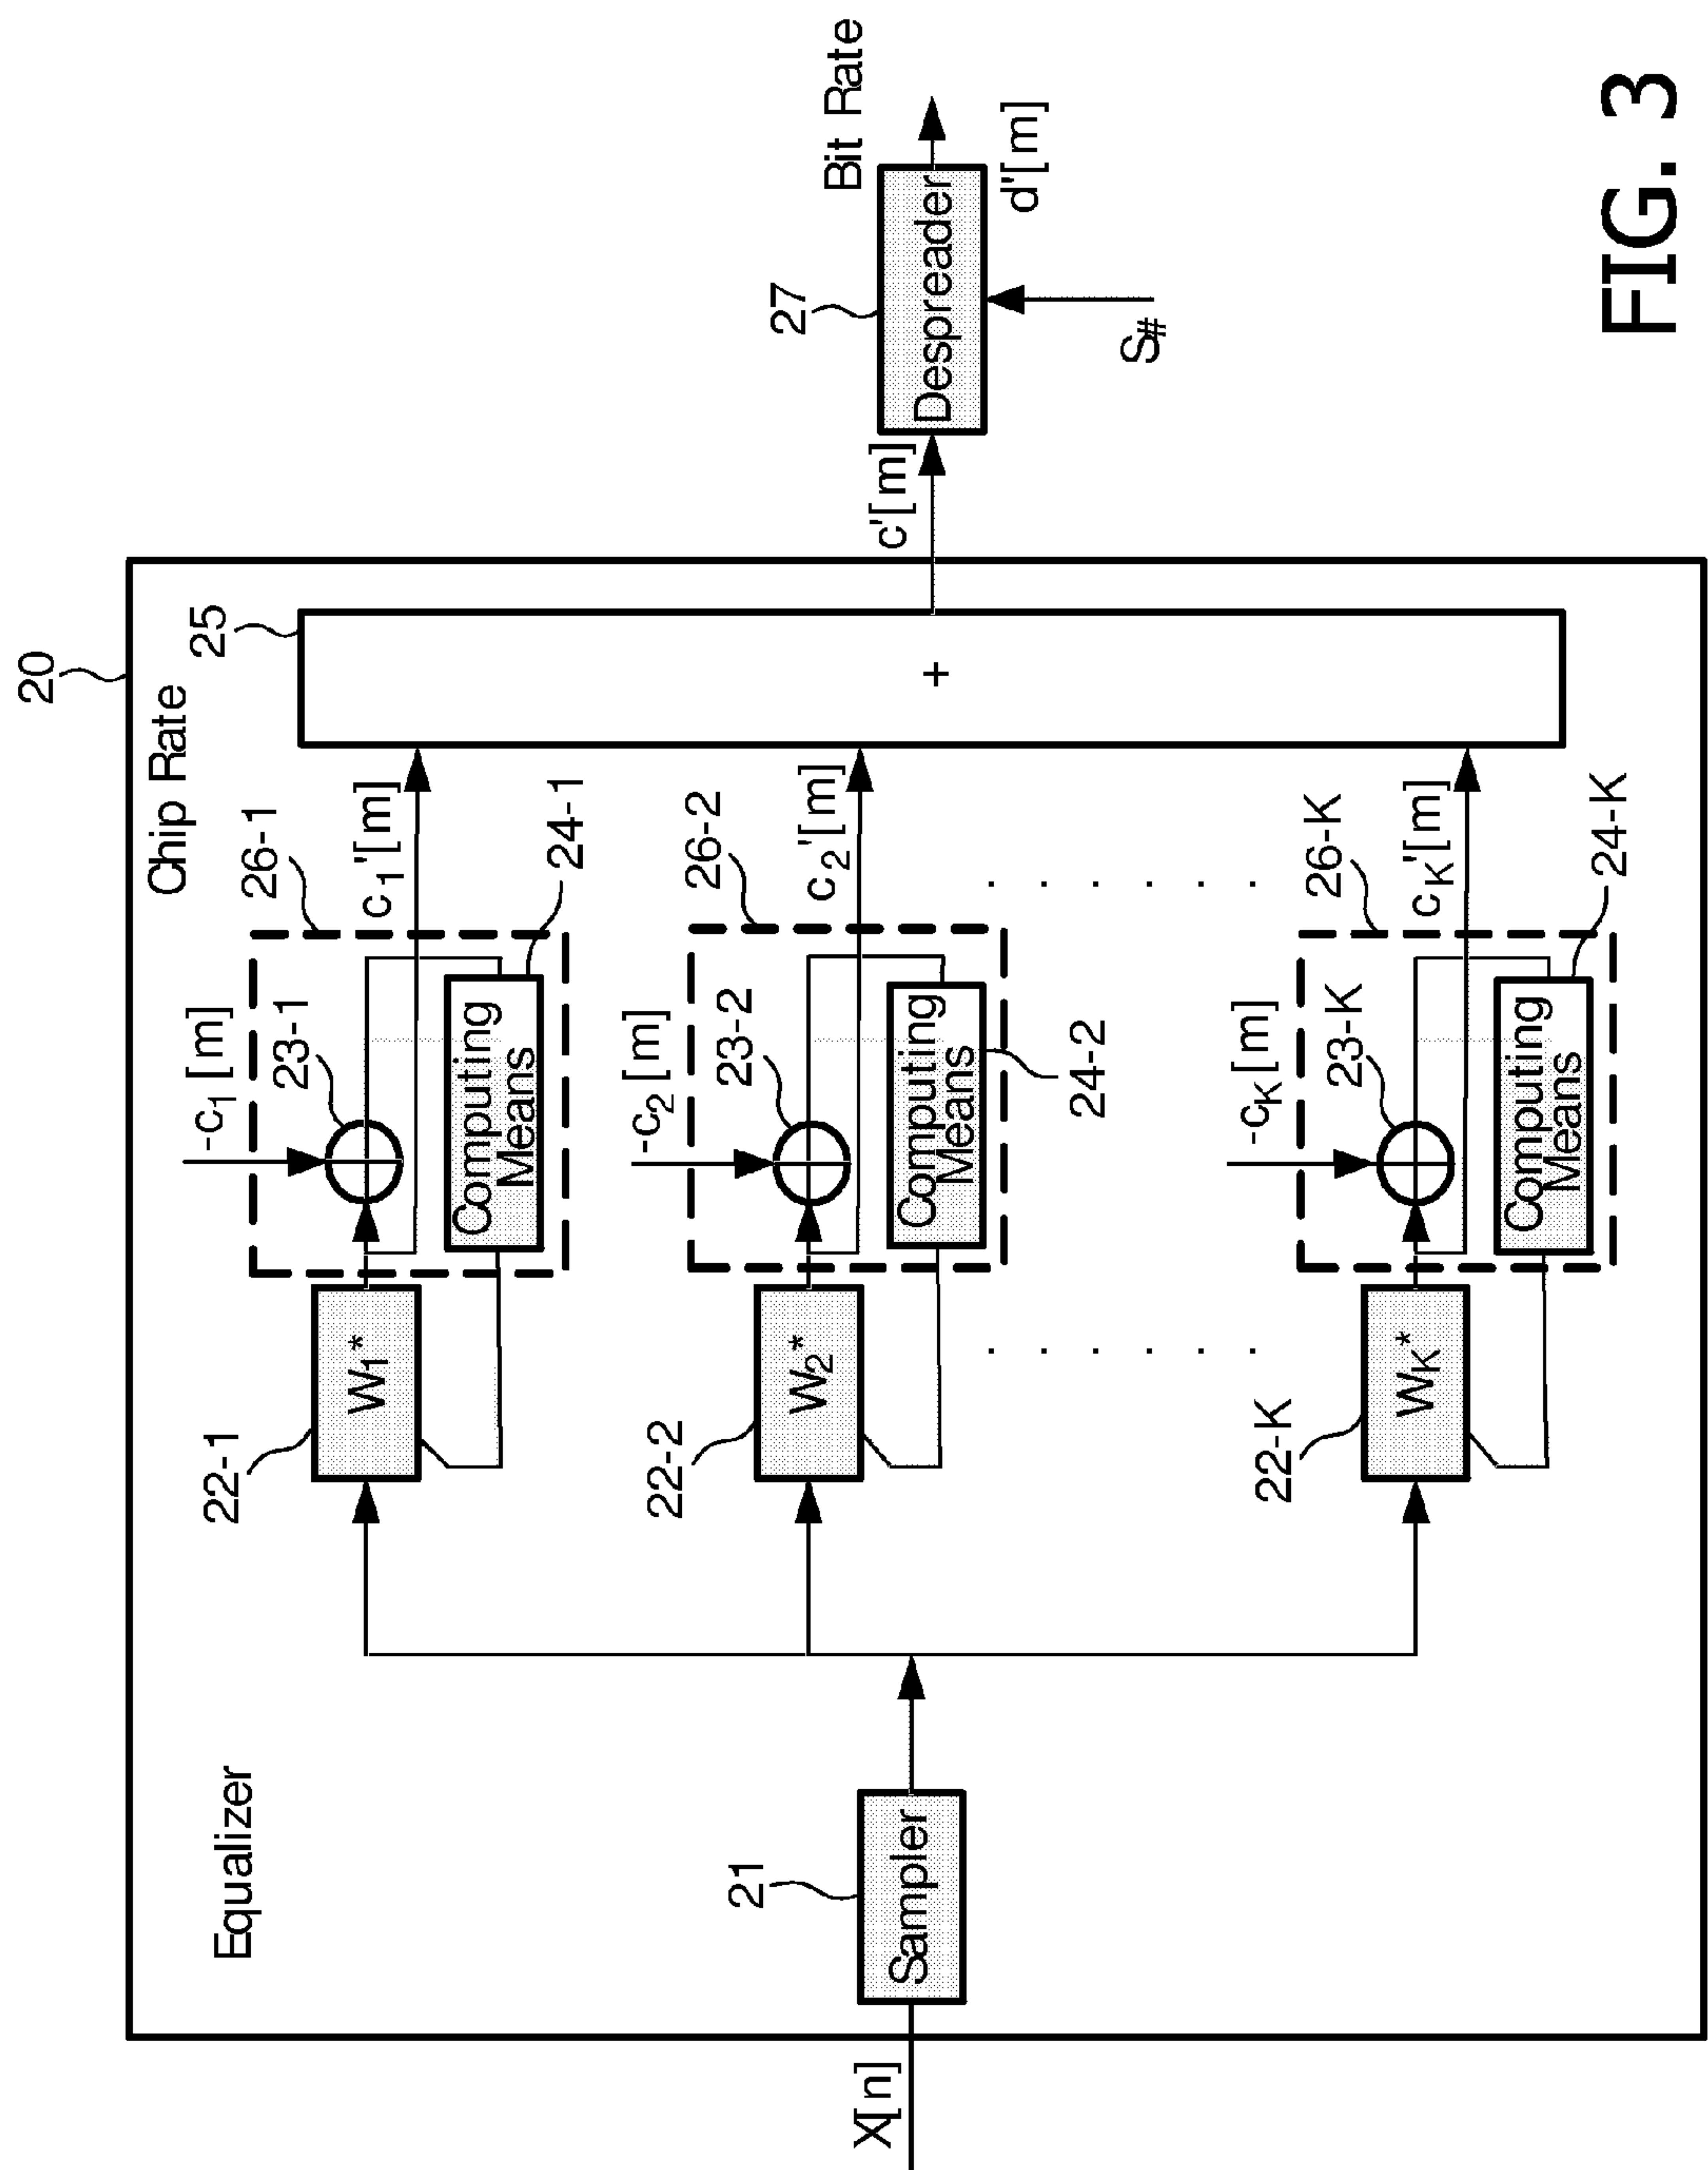 20
Equalizer
Chip Rate
25
26-1
-c1 [m]
23-1
c1'[m]
22-1
W1*
Computing
Means
24-1
26-2
-c2 [m]
23-2
c2'[m]
22-2
W2*
Computing
Means
24-2
+
X[n]
21
Sampler
c'[m]
27
Despreader
Bit Rate
d'[m]
S#
. . . . . .
. . . . . .
26-K
-cK [m]
23-K
cK'[m]
22-K
WK*
Computing
Means
24-K
FIG. 3